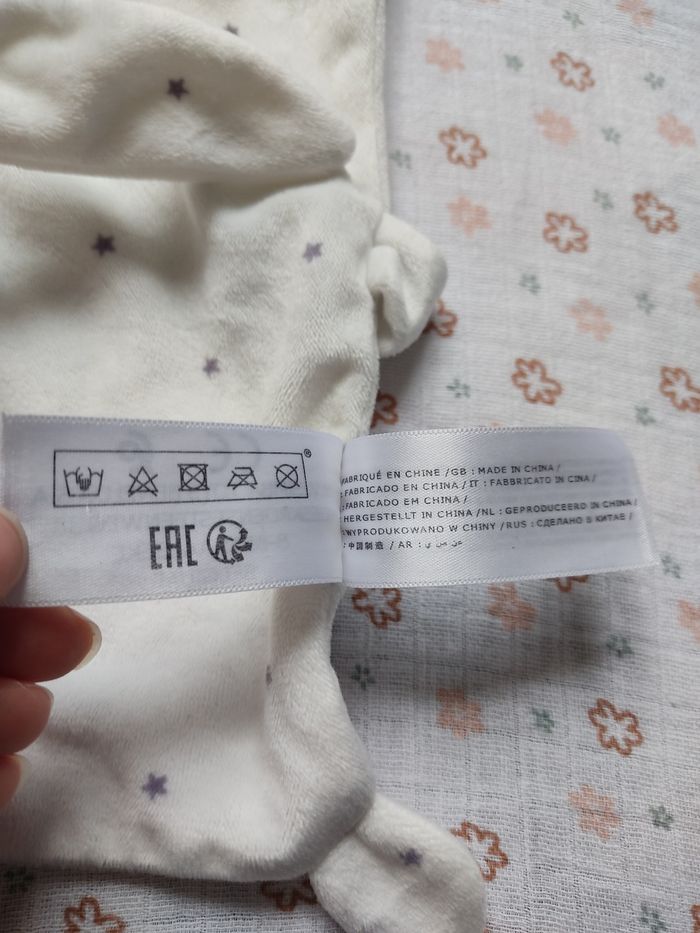 ®
EAC
FABRIQUÉ EN CHINE /GB : MADE IN CHINA /
: FABRICADO EN CHINA / IT : FABBRICATO IN CINA /
: FABRICADO EM CHINA /
: HERGESTELLT IN CHINA /NL : GEPRODUCEERD IN CHINA /
: WYPRODUKOWANO W CHINY /RUS : СДЕЛАНО В КИТАЕ /
: 中国制造 / AR :